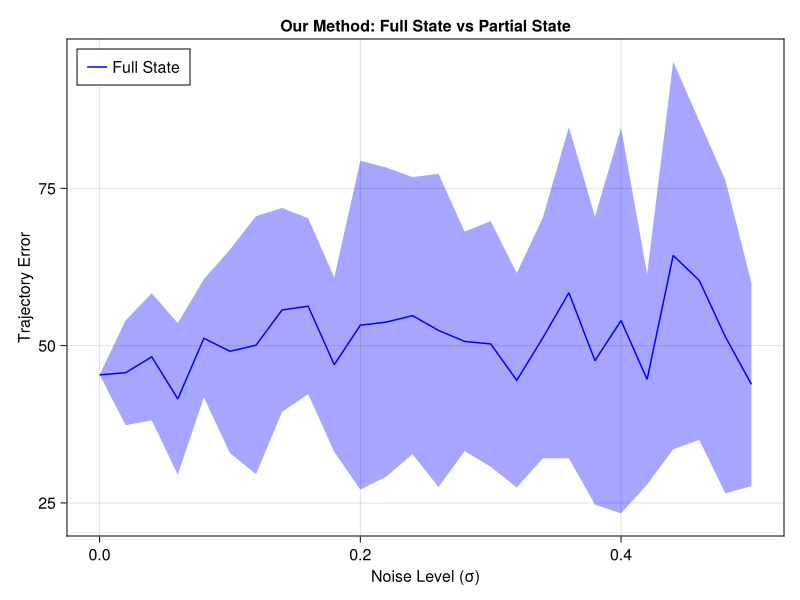 Our Method: Full State vs Partial State
Full State
Trajectory Error
75
50
25
0.0
0.2
0.4
Noise Level (σ)